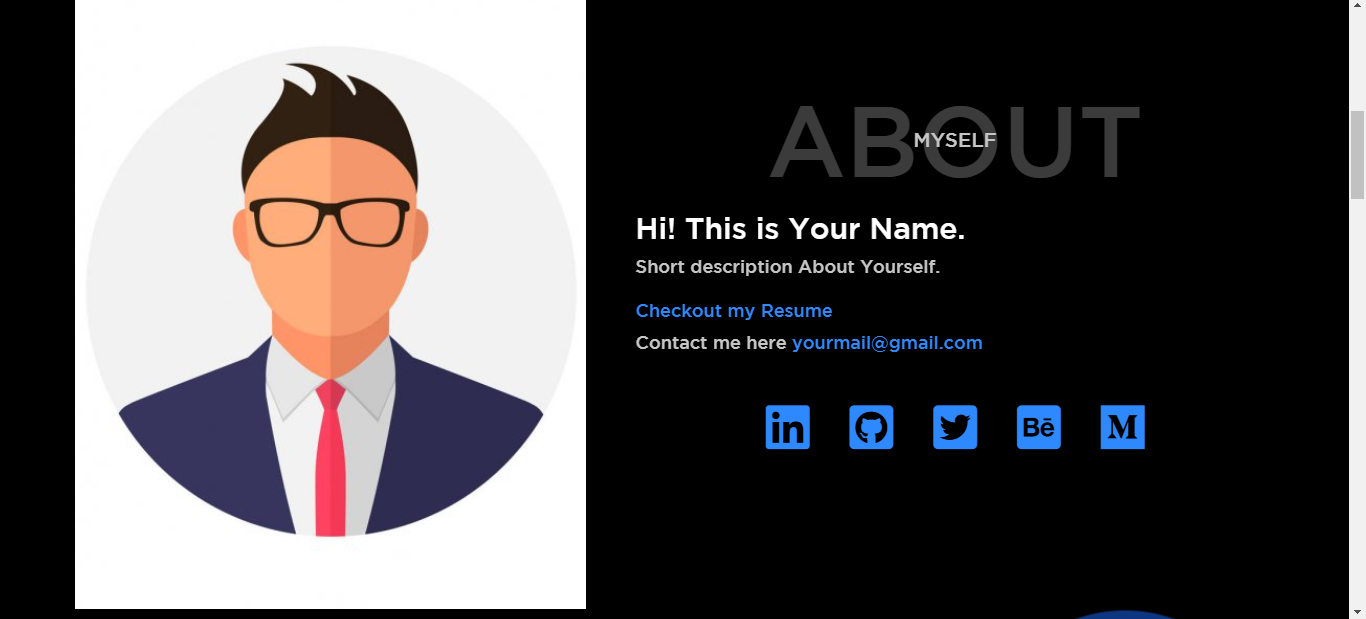 ABOUT
MYSELF
Hi! This is Your Name.
Short description About Yourself.
Checkout my Resume
Contact me here yourmail@gmail.com
in Bē M